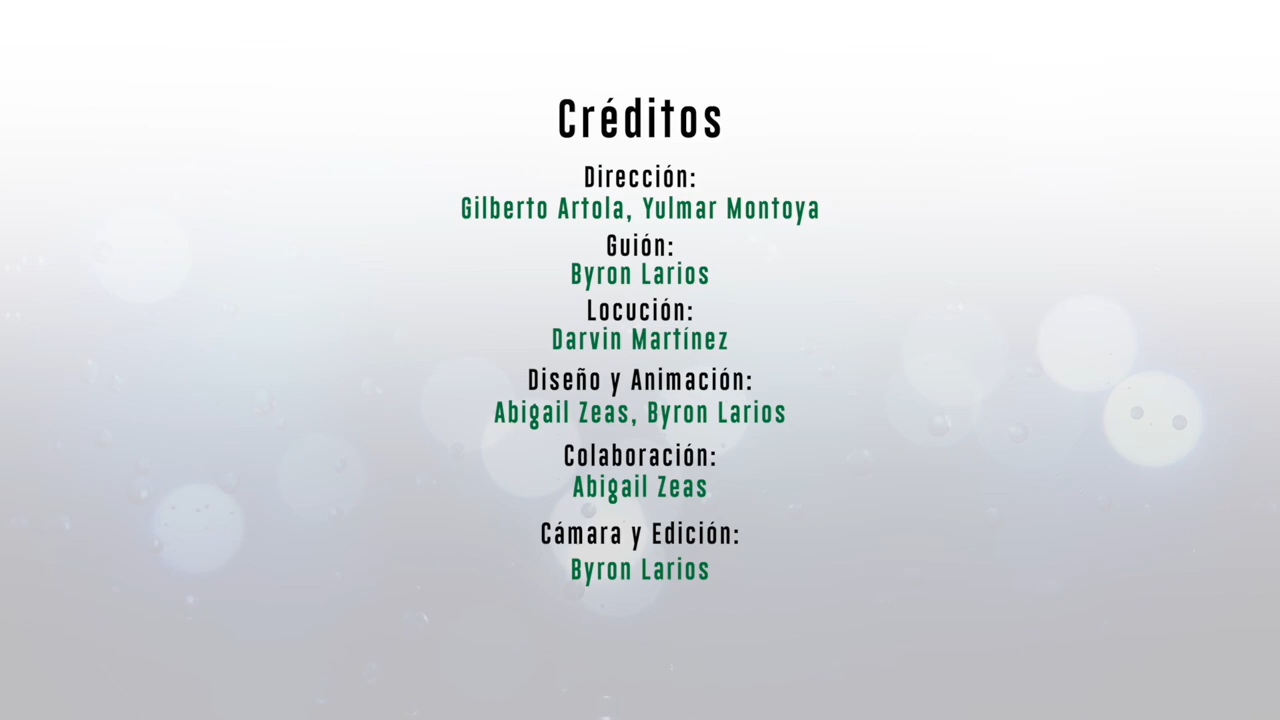 Créditos
Dirección:
Gilberto Artola, Yulmar Montoya
Guión:
Byron Larios
Locución:
Darvin Martínez
Diseño y Animación:
Abigail Zeas, Byron Larios
Colaboración:
Abigail Zeas
Cámara y Edición:
Byron Larios